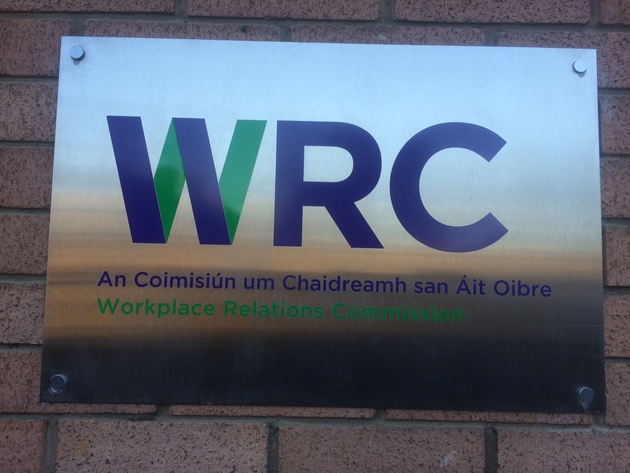 WRC
An Coimisiún um Chaidreamh san Áit Oibre
Workplace Relations Commission